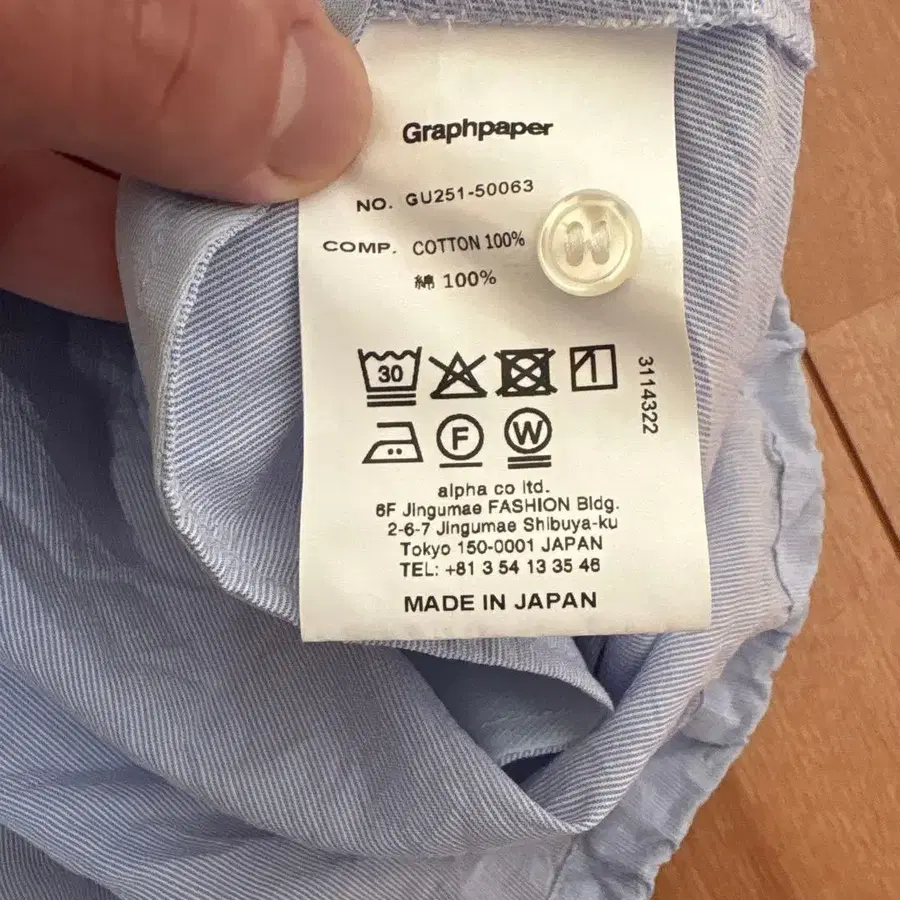 Graphpaper
NO. GU251-50063
COMP. COTTON 100%
綿 100%
30
3114322
F
W
alpha co ltd.
6F Jingumae FASHION Bldg.
2-6-7 Jingumae Shibuya-ku
Tokyo 150-0001 JAPAN
TEL: +81 3 54 13 35 46
MADE IN JAPAN